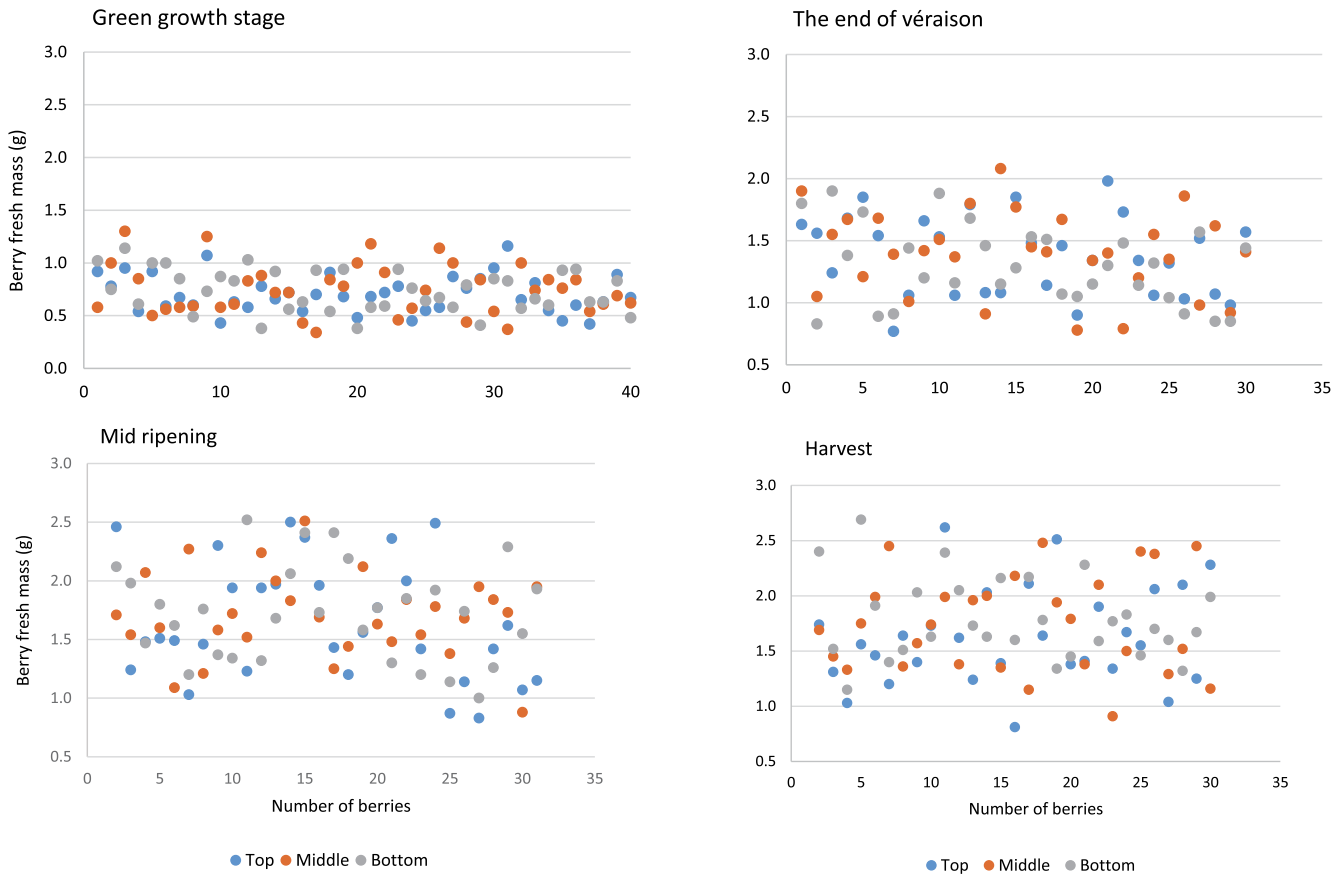 Green growth stage
Berry fresh mass (g)
3.0
2.5
2.0
1.5
1.0
0.5
0.0
0 10 20 30 40
The end of véraison
3.0
2.5
2.0
1.5
1.0
0.5
0 5 10 15 20 25 30 35
Mid ripening
Berry fresh mass (g)
3.0
2.5
2.0
1.5
1.0
0.5
0 5 10 15 20 25 30 35
Number of berries
Top Middle Bottom
Harvest
3.0
2.5
2.0
1.5
1.0
0.5
0 5 10 15 20 25 30 35
Number of berries
Top Middle Bottom